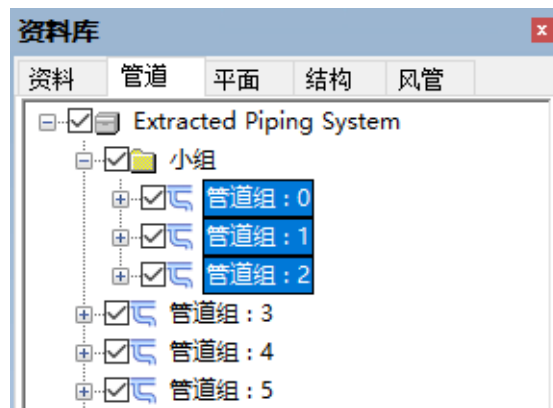 资料库
资料 管道 平面 结构 风管
Extracted Piping System
小组
管道组 : 0
管道组 : 1
管道组 : 2
管道组 : 3
管道组 : 4
管道组 : 5